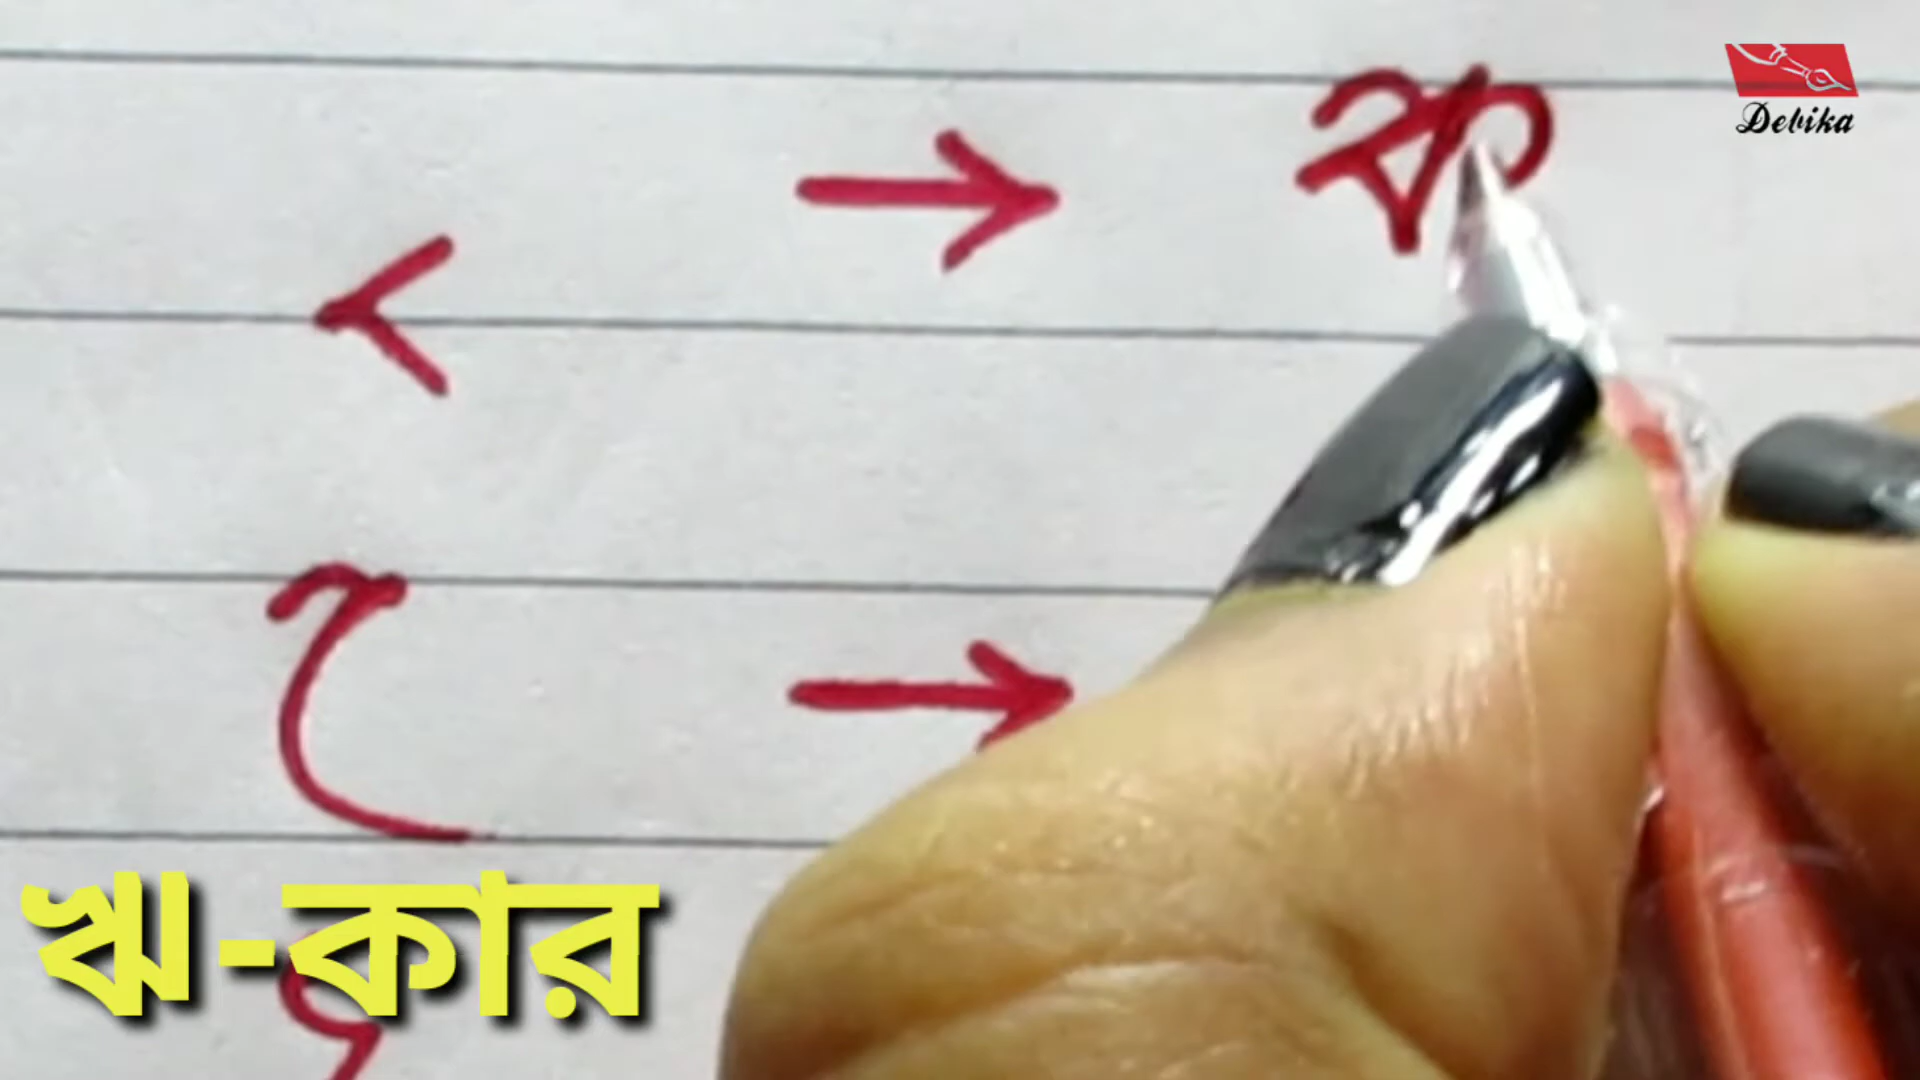 Debika
ৃ → ক
ে →
ঋ-কার